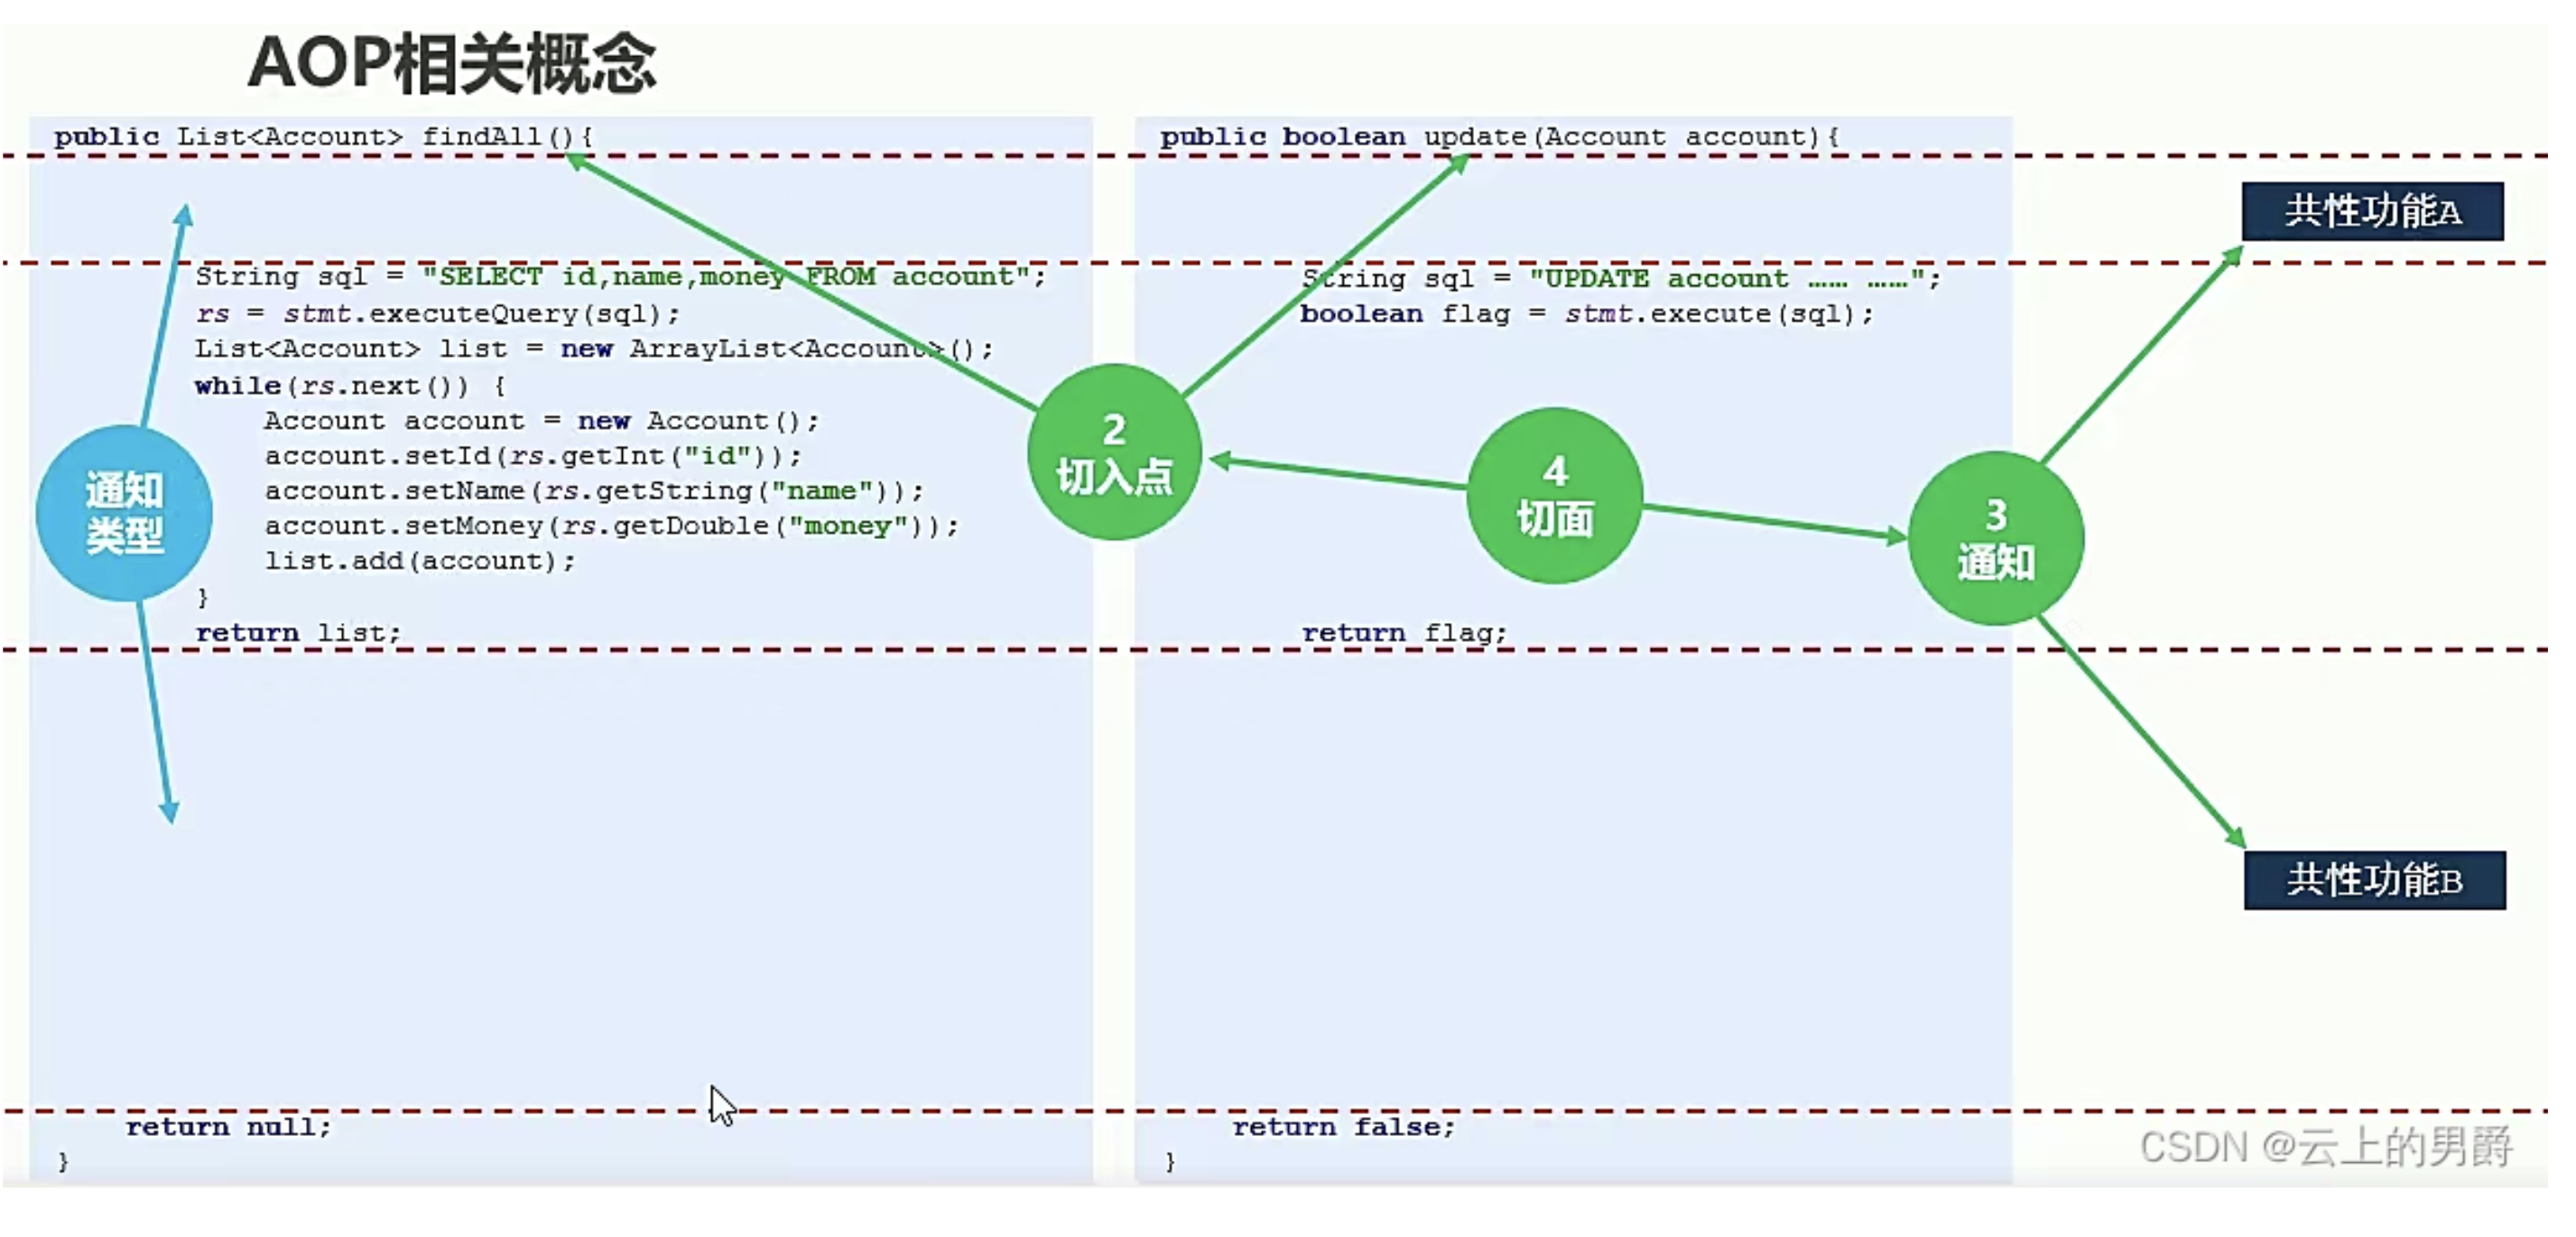 AOP相关概念
public List<Account> findAll(){
String sql = "SELECT id,name,money FROM account";
rs = stmt.executeQuery(sql);
List<Account> list = new ArrayList<Account>();
while(rs.next()) {
Account account = new Account();
account.setId(rs.getInt("id"));
account.setName(rs.getString("name"));
account.setMoney(rs.getDouble("money"));
list.add(account);
}
return list;
return null;
}
通知
类型
2
切入点
public boolean update(Account account){
String sql = "UPDATE account …… ……";
boolean flag = stmt.execute(sql);
return flag;
return false;
}
4
切面
3
通知
共性功能A
共性功能B
CSDN @云上的男爵